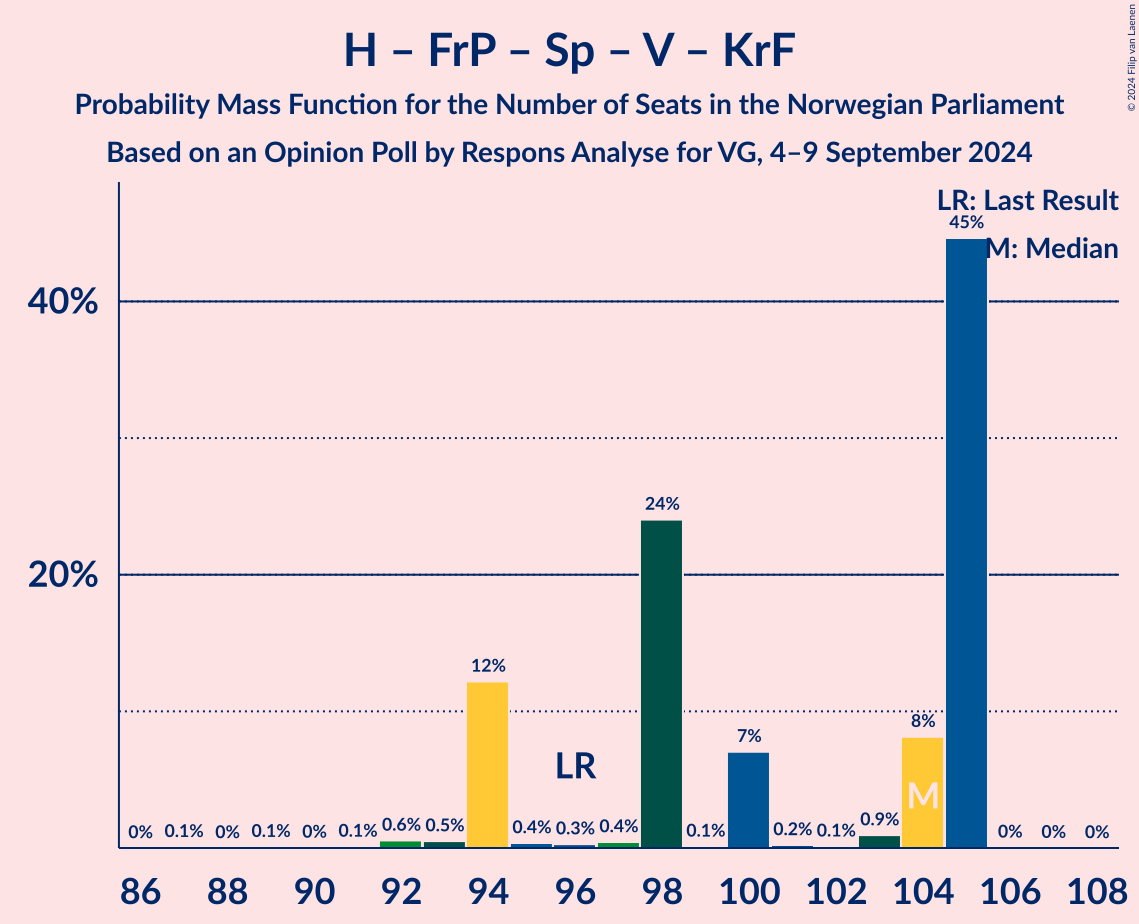 H – FrP – Sp – V – KrF
Probability Mass Function for the Number of Seats in the Norwegian Parliament
Based on an Opinion Poll by Respons Analyse for VG, 4–9 September 2024
© 2024 Filip van Laenen
LR: Last Result
45%
M: Median
40%
24%
20%
12%
8%
7%
LR
M
0% 0.1% 0% 0.1% 0% 0.1% 0.6% 0.5% 0.4% 0.3% 0.4% 0.1% 0.2% 0.1% 0.9% 0% 0% 0%
86 88 90 92 94 96 98 100 102 104 106 108